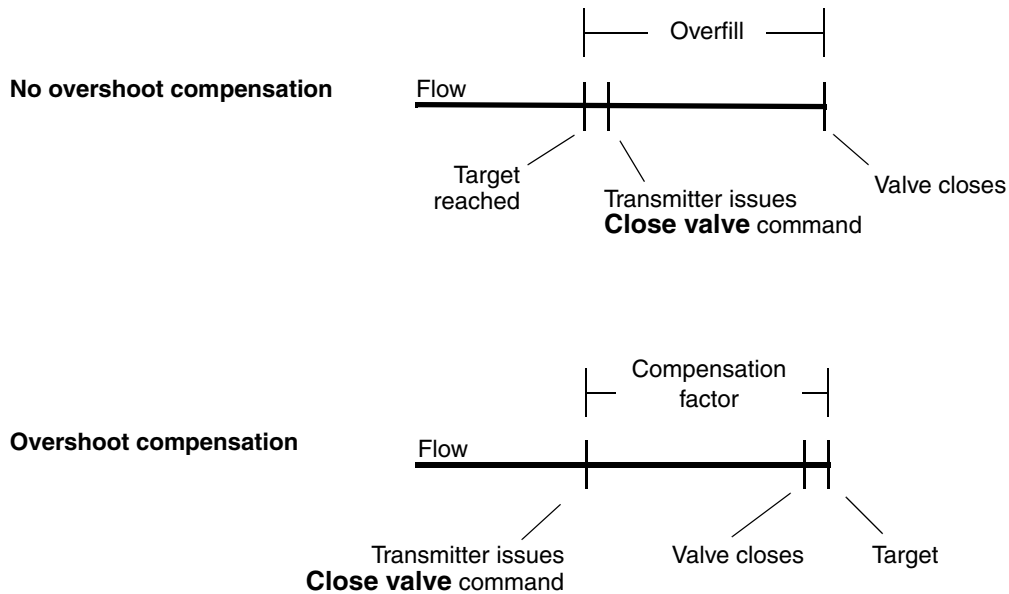 Overfill
No overshoot compensation
Flow
Target
reached
Transmitter issues
Close valve command
Valve closes
Compensation
factor
Overshoot compensation
Flow
Transmitter issues
Close valve command
Valve closes
Target